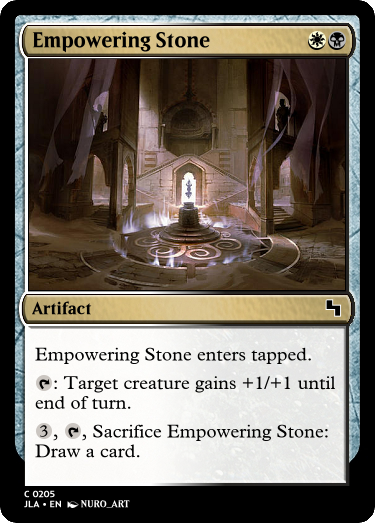 Empowering Stone
Artifact
Empowering Stone enters tapped.
: Target creature gains +1/+1 until
end of turn.
3, , Sacrifice Empowering Stone:
Draw a card.
C 0205
JLA • EN NURO_ART